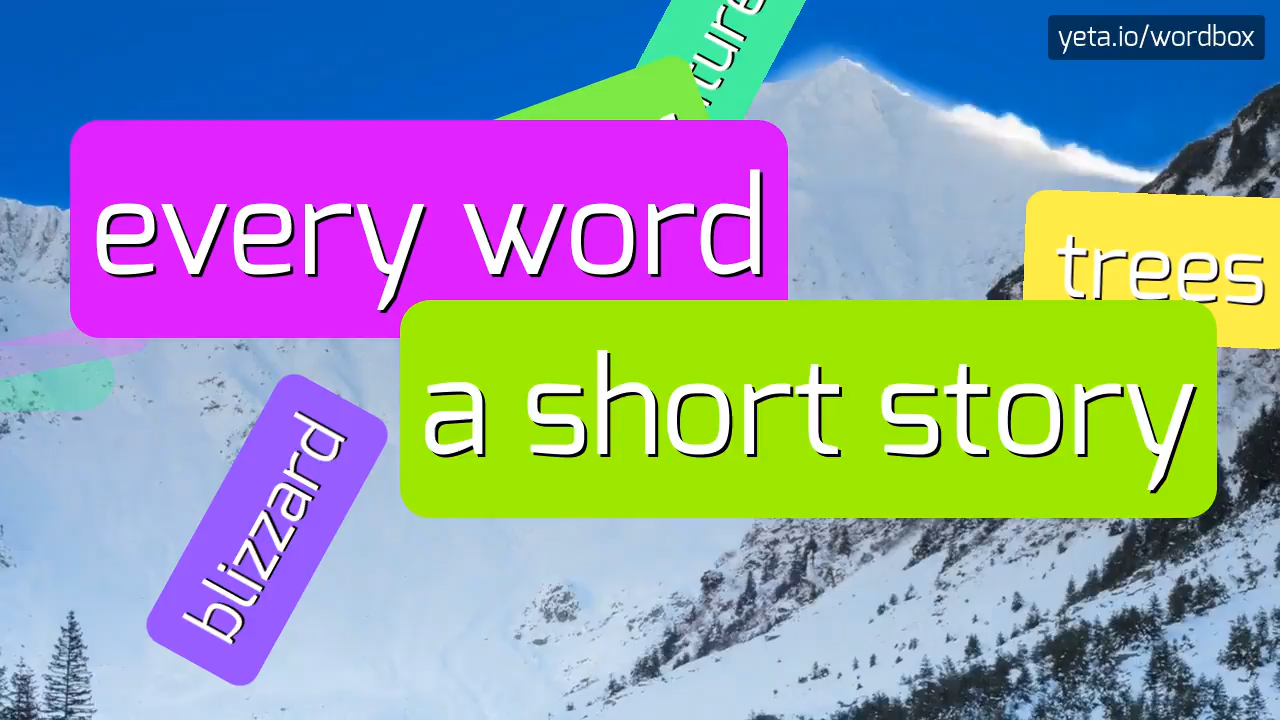 yeta.io/wordbox
every word
trees
a short story
blizzard